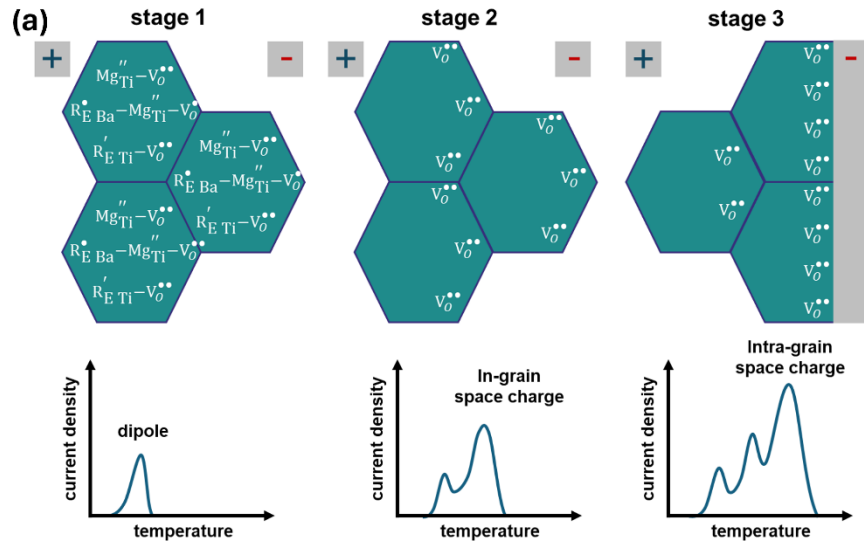 (a)
stage 1
+
-
Mg''Ti–VO••
R•E Ba–Mg''Ti–VO•
R'E Ti–VO••
Mg''Ti–VO••
R•E Ba–Mg''Ti–VO•
R'E Ti–VO••
Mg''Ti–VO••
R•E Ba–Mg''Ti–VO••
R'E Ti–VO••
stage 2
+
-
VO••
VO••
VO••
VO••
VO••
VO••
VO••
VO••
VO••
stage 3
+
-
VO••
VO••
VO••
VO••
VO••
VO••
VO••
VO••
VO••
VO••
current density
dipole
temperature
current density
In-grain
space charge
temperature
current density
Intra-grain
space charge
temperature